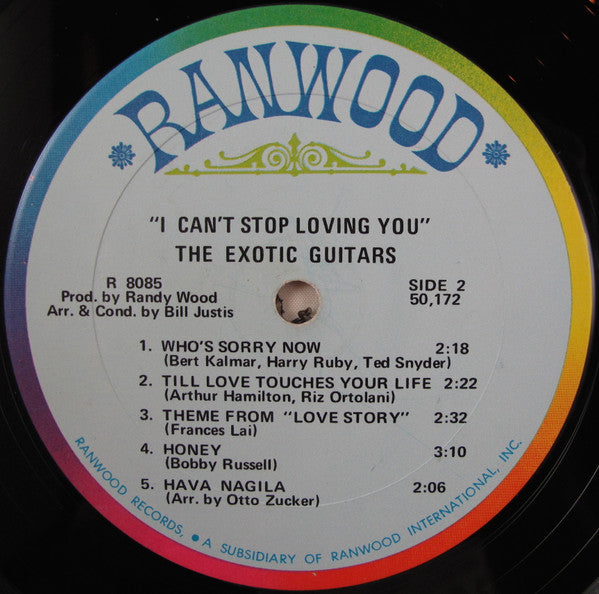 RANWOOD
"I CAN'T STOP LOVING YOU"
THE EXOTIC GUITARS
R 8085
Prod. by Randy Wood
Arr. & Cond. by Bill Justis
SIDE 2
50,172
1. WHO'S SORRY NOW 2:18
(Bert Kalmar, Harry Ruby, Ted Snyder)
2. TILL LOVE TOUCHES YOUR LIFE 2:22
(Arthur Hamilton, Riz Ortolani)
3. THEME FROM "LOVE STORY" 2:32
(Frances Lai)
4. HONEY 3:10
(Bobby Russell)
5. HAVA NAGILA 2:06
(Arr. by Otto Zucker)
RANWOOD RECORDS, • A SUBSIDIARY OF RANWOOD INTERNATIONAL, INC.